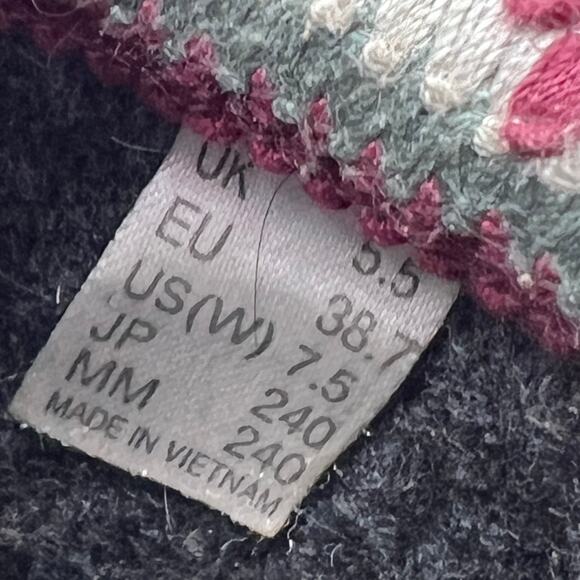 UK 5.5
EU 38.7
US(W) 7.5
JP 240
MM 240
MADE IN VIETNAM